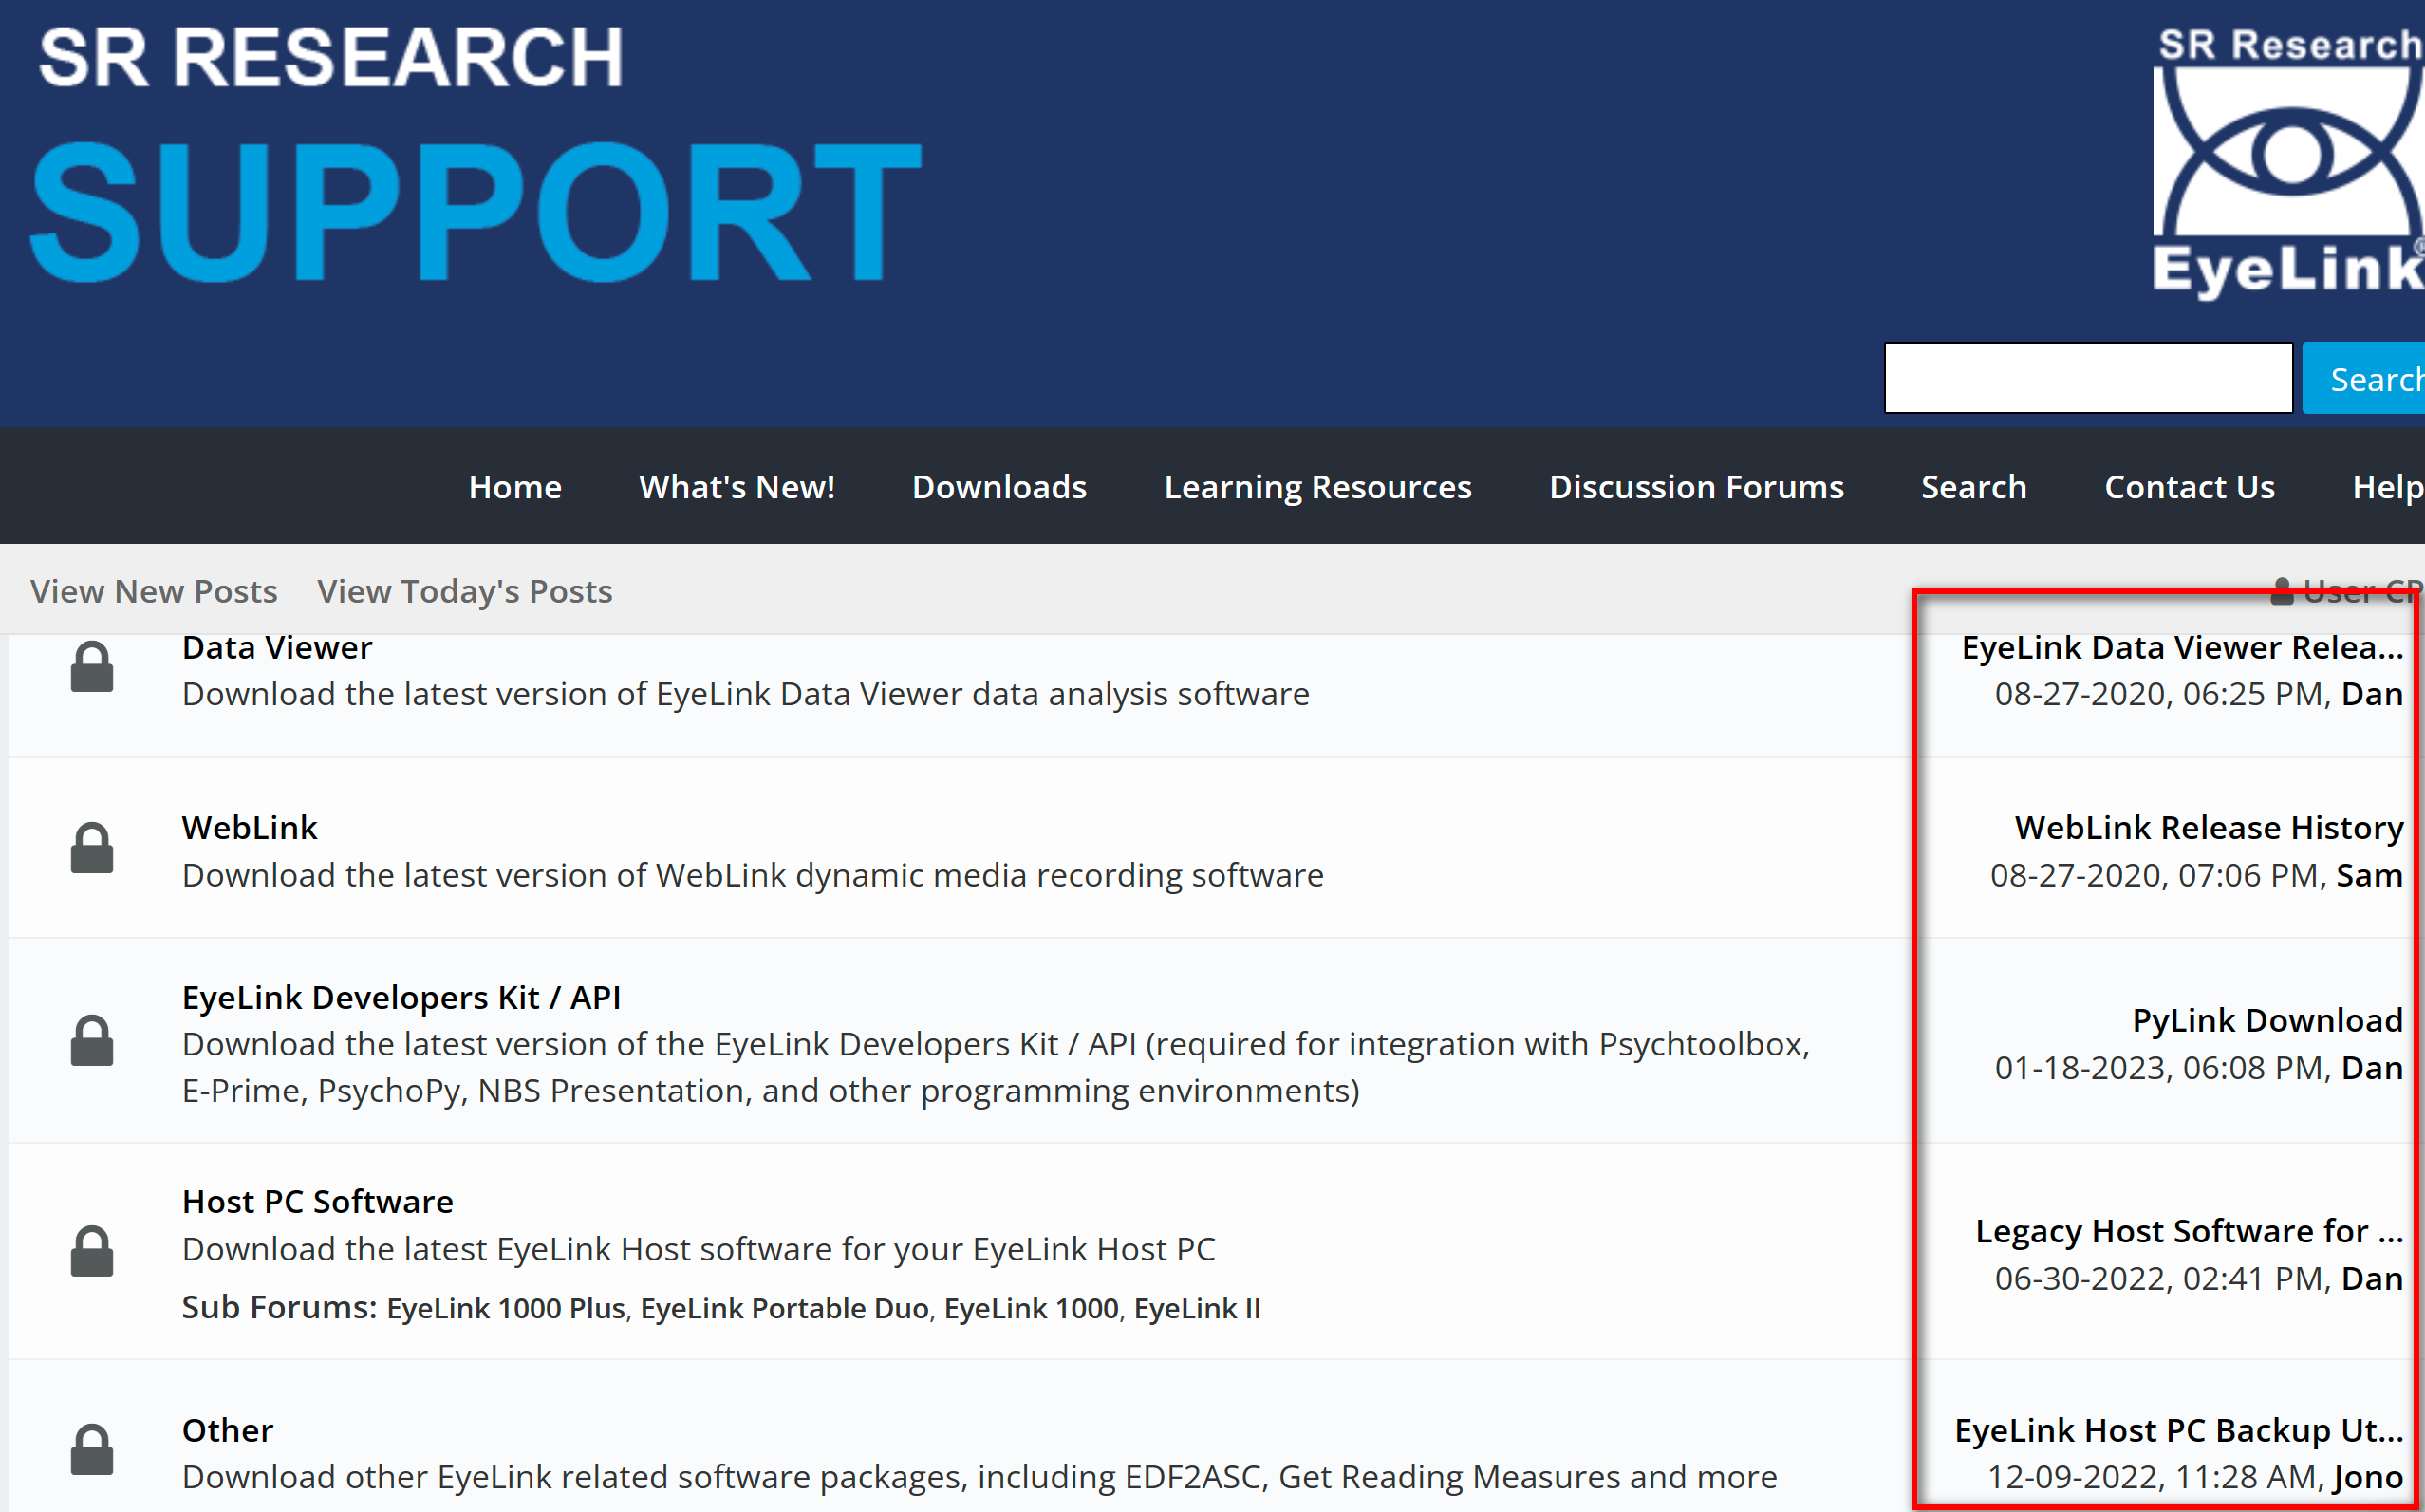 SR RESEARCH
SUPPORT
SR Research
EyeLink®
Search
Home What's New! Downloads Learning Resources Discussion Forums Search Contact Us Help
View New Posts View Today's Posts User CP
Data Viewer
Download the latest version of EyeLink Data Viewer data analysis software
EyeLink Data Viewer Relea...
08-27-2020, 06:25 PM, Dan
WebLink
Download the latest version of WebLink dynamic media recording software
WebLink Release History
08-27-2020, 07:06 PM, Sam
EyeLink Developers Kit / API
Download the latest version of the EyeLink Developers Kit / API (required for integration with Psychtoolbox,
E-Prime, PsychoPy, NBS Presentation, and other programming environments)
PyLink Download
01-18-2023, 06:08 PM, Dan
Host PC Software
Download the latest EyeLink Host software for your EyeLink Host PC
Sub Forums: EyeLink 1000 Plus, EyeLink Portable Duo, EyeLink 1000, EyeLink II
Legacy Host Software for ...
06-30-2022, 02:41 PM, Dan
Other
Download other EyeLink related software packages, including EDF2ASC, Get Reading Measures and more
EyeLink Host PC Backup Ut...
12-09-2022, 11:28 AM, Jono